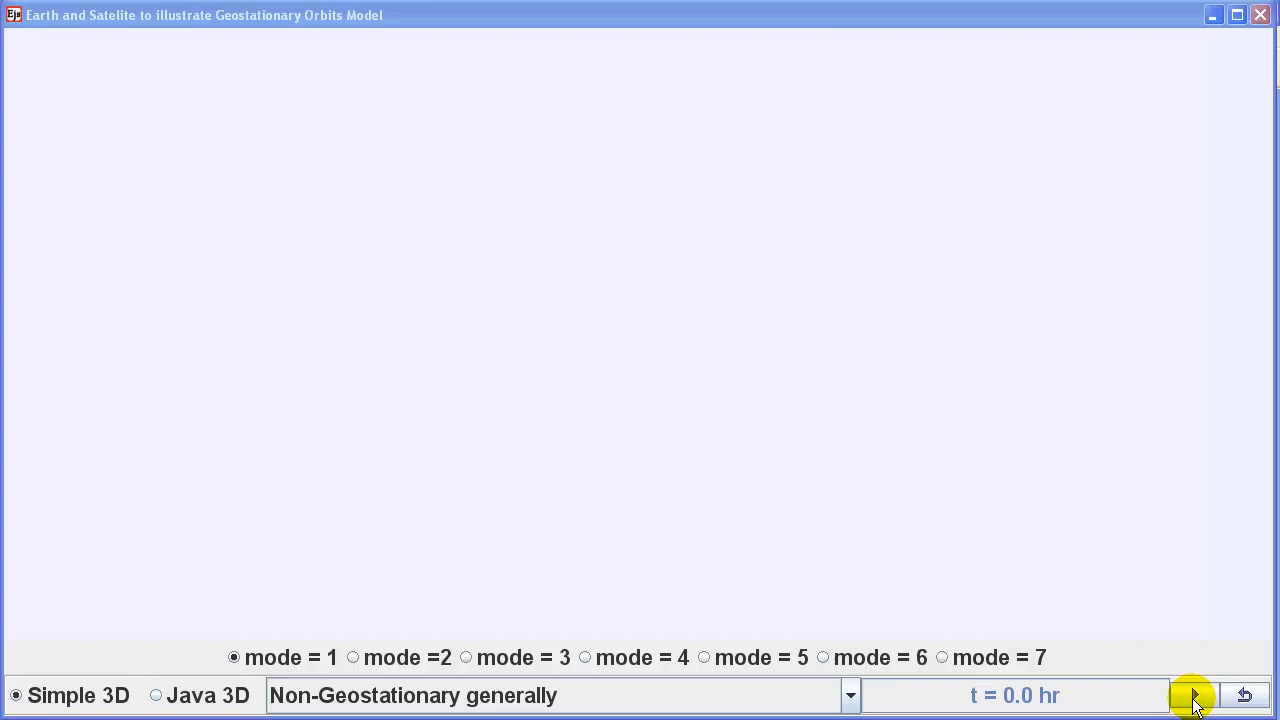 Ejs Earth and Satelite to illustrate Geostationary Orbits Model
mode = 1 mode =2 mode = 3 mode = 4 mode = 5 mode = 6 mode = 7
Simple 3D Java 3D Non-Geostationary generally t = 0.0 hr